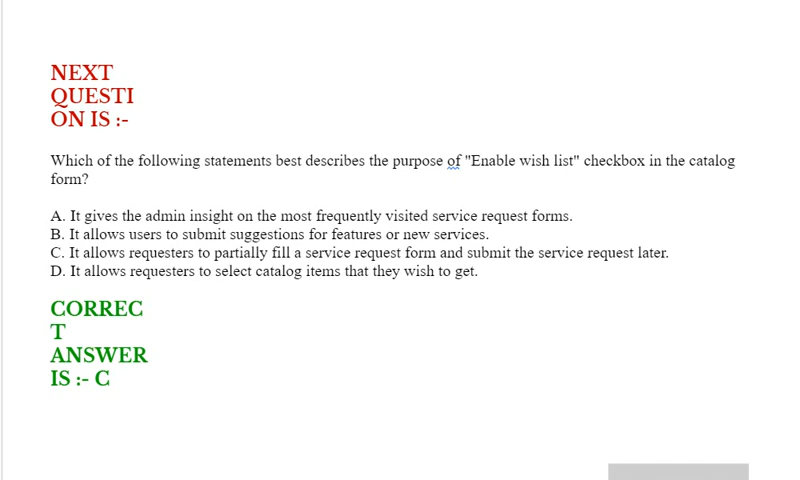 NEXT
QUESTI
ON IS :-
Which of the following statements best describes the purpose of "Enable wish list" checkbox in the catalog
form?
A. It gives the admin insight on the most frequently visited service request forms.
B. It allows users to submit suggestions for features or new services.
C. It allows requesters to partially fill a service request form and submit the service request later.
D. It allows requesters to select catalog items that they wish to get.
CORREC
T
ANSWER
IS :- C